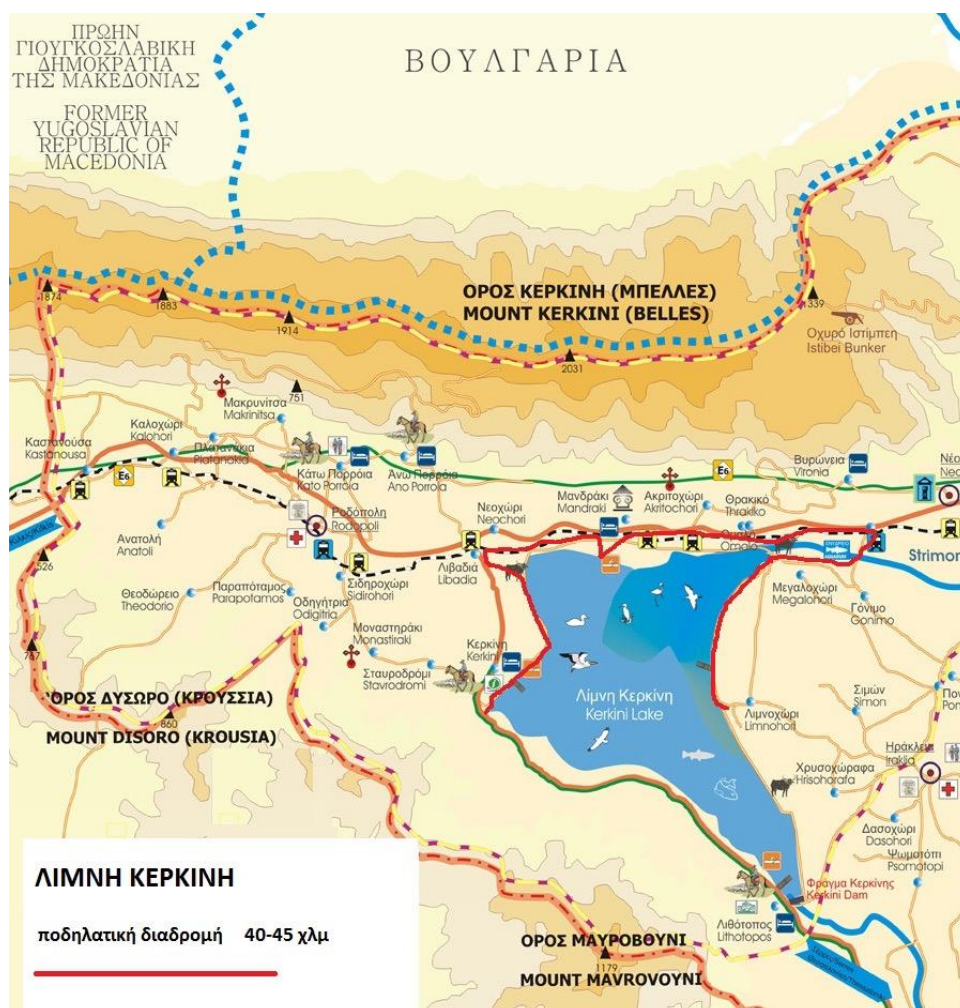 ΠΡΩΗΝ
ΓΙΟΥΓΚΟΣΛΑΒΙΚΗ
ΔΗΜΟΚΡΑΤΙΑ
ΤΗΣ ΜΑΚΕΔΟΝΙΑΣ
FORMER
YUGOSLAVIAN
REPUBLIC OF
MACEDONIA
ΒΟΥΛΓΑΡΙΑ
1874
1883
1914
ΟΡΟΣ ΚΕΡΚΙΝΗ (ΜΠΕΛΛΕΣ)
MOUNT KERKINI (BELLES)
2031
1339
Οχυρό Ιστίμπεη
Istibei Bunker
Μακρυνίτσα
Makrinitsa
751
Καλοχώρι
Kalohori
Καστανούσα
Kastanousa
Πλατανάκια
Platanakia
Κάτω Πορρόια
Kato Porroia
Άνω Πορρόια
Ano Porroia
E6
Ροδόπολη
Rodopoli
Ανατολή
Anatoli
Νεοχώρι
Neochori
Μανδράκι
Mandraki
Ακριτοχώρι
Akritochori
E6
Θρακικό
Thrakiko
Βυρώνεια
Vironia
Omalo
Strimon
Λιβαδιά
Libadia
Σιδηροχώρι
Sidirohori
Θεοδώρειο
Theodorio
Παραπόταμος
Parapotamos
Οδηγήτρια
Odigitria
Μοναστηράκι
Monastiraki
Σταυροδρόμι
Stavrodromi
Κερκίνη
Kerkini
Μεγαλοχώρι
Megalohori
Γόνιμο
Gonimo
526
767
ΟΡΟΣ ΔΥΣΩΡΟ (ΚΡΟΥΣΣΙΑ)
860
MOUNT DISORO (KROUSIA)
Λίμνη Κερκίνη
Kerkini Lake
Λιμνοχώρι
Limnohori
Σιμών
Simon
Ηράκλεια
Iraklia
Χρυσοχώραφα
Hrisohorafa
Δασοχώρι
Dasohori
Ψωμοτόπι
Psomotopi
Φράγμα Κερκίνης
Kerkini Dam
Λιθότοπος
Lithotopos
ΟΡΟΣ ΜΑΥΡΟΒΟΥΝΙ
1179
MOUNT MAVROVOUNI
ΛΙΜΝΗ ΚΕΡΚΙΝΗ
ποδηλατική διαδρομή 40-45 χλμ